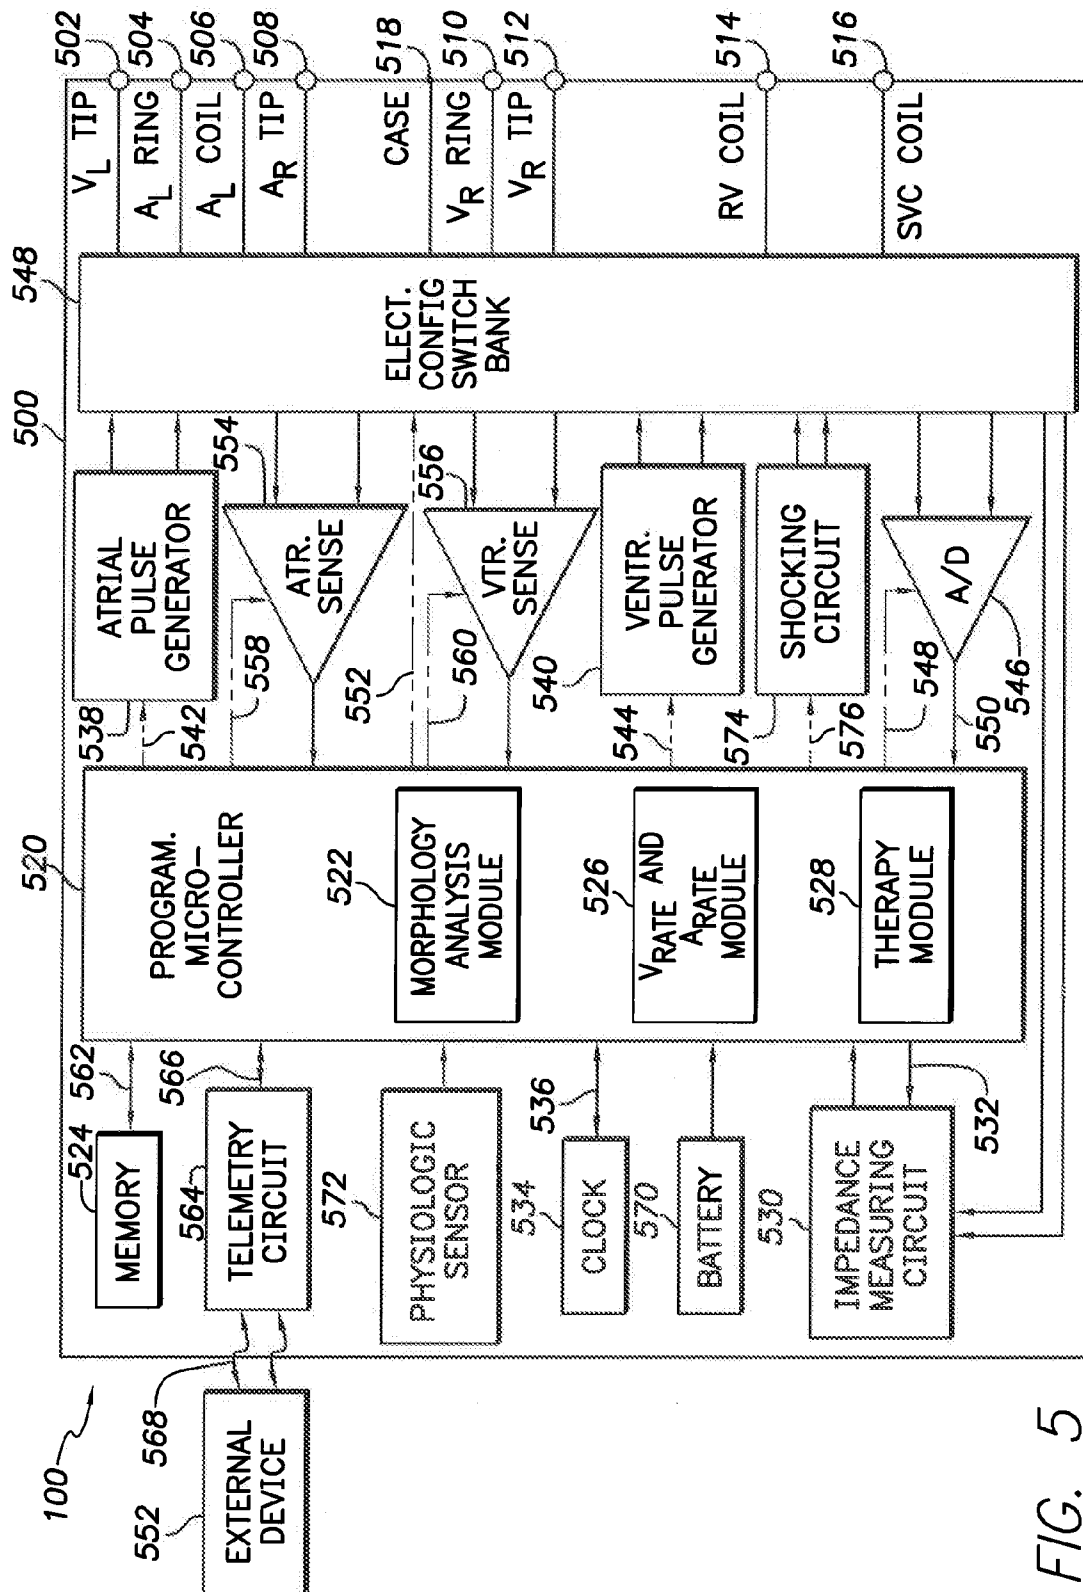 100
500
548
V_L TIP
502
A_L RING
504
A_L COIL
506
A_R TIP
508
CASE
518
V_R RING
510
V_R TIP
512
RV COIL
514
SVC COIL
516
ELECT.
CONFIG
SWITCH
BANK
ATRIAL
PULSE
GENERATOR
538
542
554
ATR.
SENSE
558
552
556
VTR.
SENSE
560
VENTR.
PULSE
GENERATOR
540
544
SHOCKING
CIRCUIT
574
576
A/D
546
548
550
520
PROGRAM.
MICRO-
CONTROLLER
522
MORPHOLOGY
ANALYSIS
MODULE
526
V_RATE AND
A_RATE
MODULE
528
THERAPY
MODULE
562
524
MEMORY
566
564
TELEMETRY
CIRCUIT
572
PHYSIOLOGIC
SENSOR
536
534
CLOCK
570
BATTERY
532
530
IMPEDANCE
MEASURING
CIRCUIT
568
552
EXTERNAL
DEVICE
FIG. 5